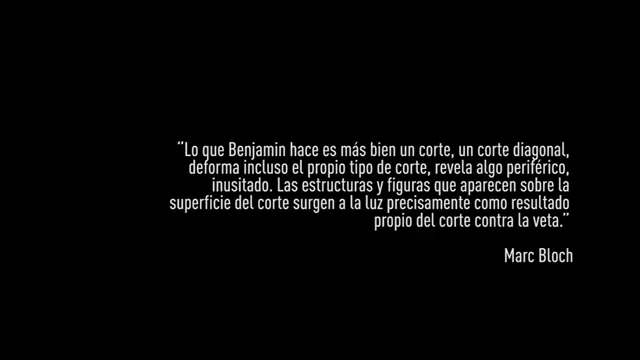 “Lo que Benjamin hace es más bien un corte, un corte diagonal,
deforma incluso el propio tipo de corte, revela algo periférico,
inusitado. Las estructuras y figuras que aparecen sobre la
superficie del corte surgen a la luz precisamente como resultado
propio del corte contra la veta.”
Marc Bloch